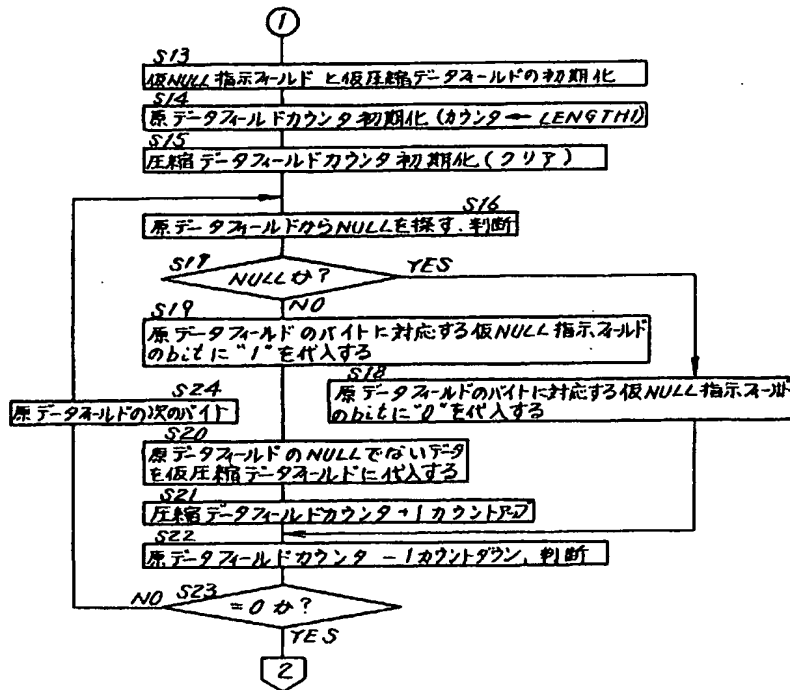 1
S13
仮NULL指示フィールドと仮圧縮データフィールドの初期化
S14
原データフィールドカウンタ初期化(カウンタ← LENGTH1)
S15
圧縮データフィールドカウンタ初期化(クリア)
S16
原データフィールドからNULLを探す、判断
S17
NULLか?
YES
NO
S19
原データフィールドのバイトに対応する仮NULL指示フィールド
のbitに"1"を代入する
S18
原データフィールドのバイトに対応する仮NULL指示フィールド
のbitに"0"を代入する
S24
原データフィールドの次のバイト
S20
原データフィールドのNULLでないデータ
を仮圧縮データフィールドに代入する
S21
圧縮データフィールドカウンタ+1カウントアップ
S22
原データフィールドカウンタ -1カウントダウン、判断
S23
=0か?
NO
YES
2